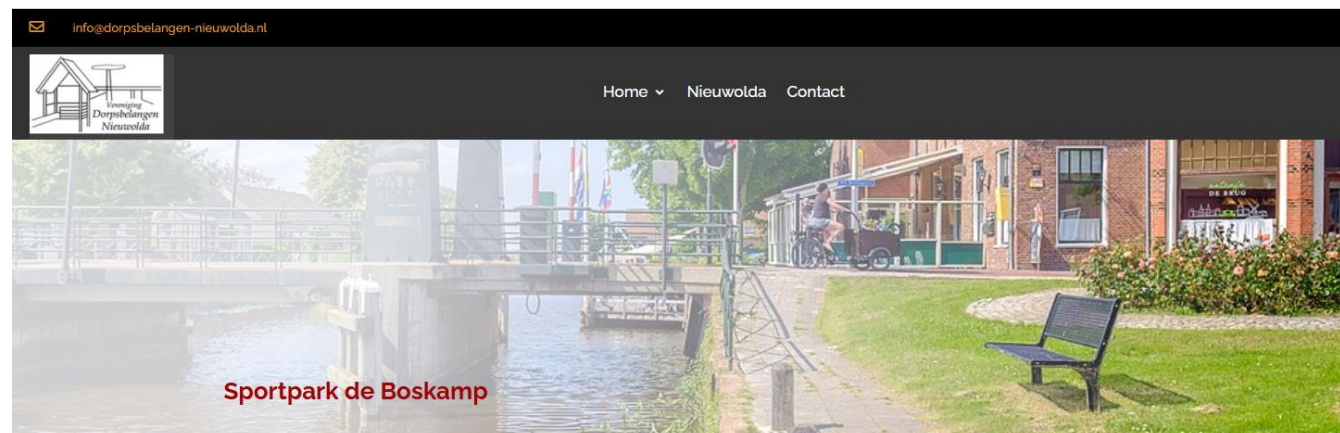 info@dorpsbelangen-nieuwolda.nl
Vereniging
Dorpsbelangen
Nieuwolda
Home
Nieuwolda
Contact
DE BRUG
Sportpark de Boskamp